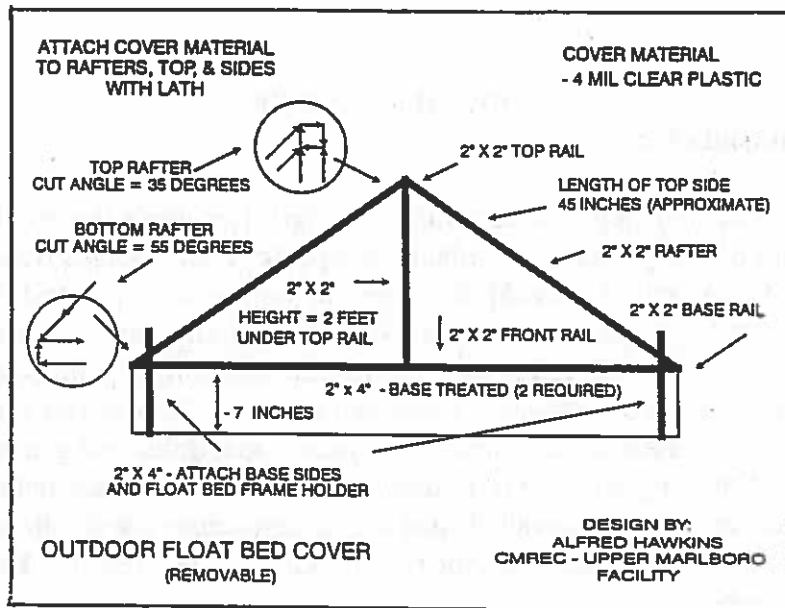 ATTACH COVER MATERIAL
TO RAFTERS, TOP, & SIDES
WITH LATH
COVER MATERIAL
- 4 MIL CLEAR PLASTIC
TOP RAFTER
CUT ANGLE = 35 DEGREES
2" X 2" TOP RAIL
LENGTH OF TOP SIDE
45 INCHES (APPROXIMATE)
BOTTOM RAFTER
CUT ANGLE = 55 DEGREES
2" X 2" RAFTER
2" X 2"
HEIGHT = 2 FEET
UNDER TOP RAIL
2" X 2" BASE RAIL
2" X 2" FRONT RAIL
2" X 4" - BASE TREATED (2 REQUIRED)
- 7 INCHES
2" X 4" - ATTACH BASE SIDES
AND FLOAT BED FRAME HOLDER
OUTDOOR FLOAT BED COVER
(REMOVABLE)
DESIGN BY:
ALFRED HAWKINS
CMREC - UPPER MARLBORO
FACILITY